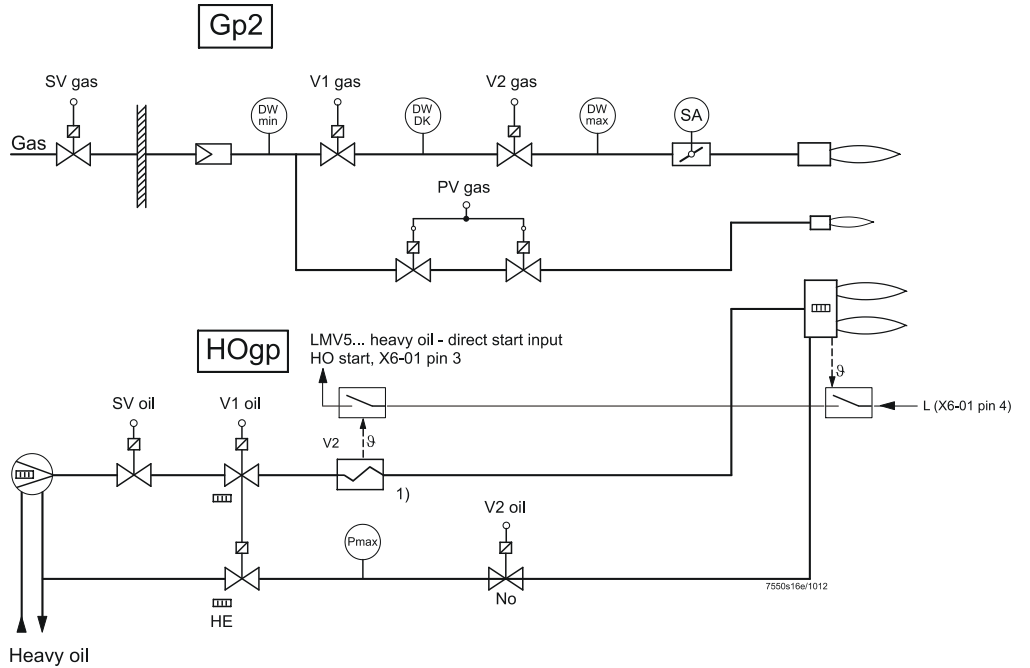 Gp2
SV gas
V1 gas
V2 gas
DW min
DW DK
DW max
SA
Gas
PV gas
HOgp
LMV5... heavy oil - direct start input
HO start, X6-01 pin 3
ϑ
SV oil
V1 oil
L (X6-01 pin 4)
V2
ϑ
1)
V2 oil
Pmax
No
7550s16e/1012
HE
Heavy oil